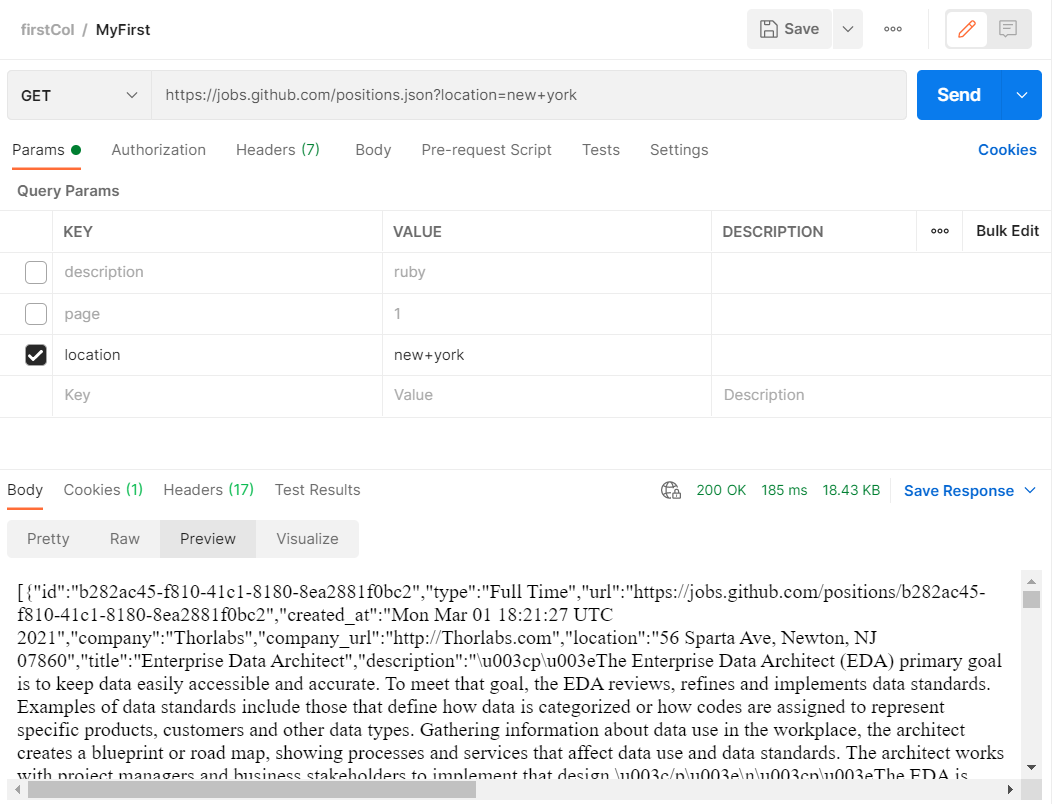 firstCol / MyFirst Save ooo
GET https://jobs.github.com/positions.json?location=new+york Send
Params Authorization Headers (7) Body Pre-request Script Tests Settings Cookies
Query Params
KEY VALUE DESCRIPTION ooo Bulk Edit
description ruby
page 1
location new+york
Key Value Description
Body Cookies (1) Headers (17) Test Results 200 OK 185 ms 18.43 KB Save Response
Pretty Raw Preview Visualize
[{"id":"b282ac45-f810-41c1-8180-8ea2881f0bc2","type":"Full Time","url":"https://jobs.github.com/positions/b282ac45-
f810-41c1-8180-8ea2881f0bc2","created_at":"Mon Mar 01 18:21:27 UTC
2021","company":"Thorlabs","company_url":"http://Thorlabs.com","location":"56 Sparta Ave, Newton, NJ
07860","title":"Enterprise Data Architect","description":"\u003cp\u003eThe Enterprise Data Architect (EDA) primary goal
is to keep data easily accessible and accurate. To meet that goal, the EDA reviews, refines and implements data standards.
Examples of data standards include those that define how data is categorized or how codes are assigned to represent
specific products, customers and other data types. Gathering information about data use in the workplace, the architect
creates a blueprint or road map, showing processes and services that affect data use and data standards. The architect works
with project managers and business stakeholders to implement that design.\u003c/p\u003e\n\u003cp\u003eThe EDA is